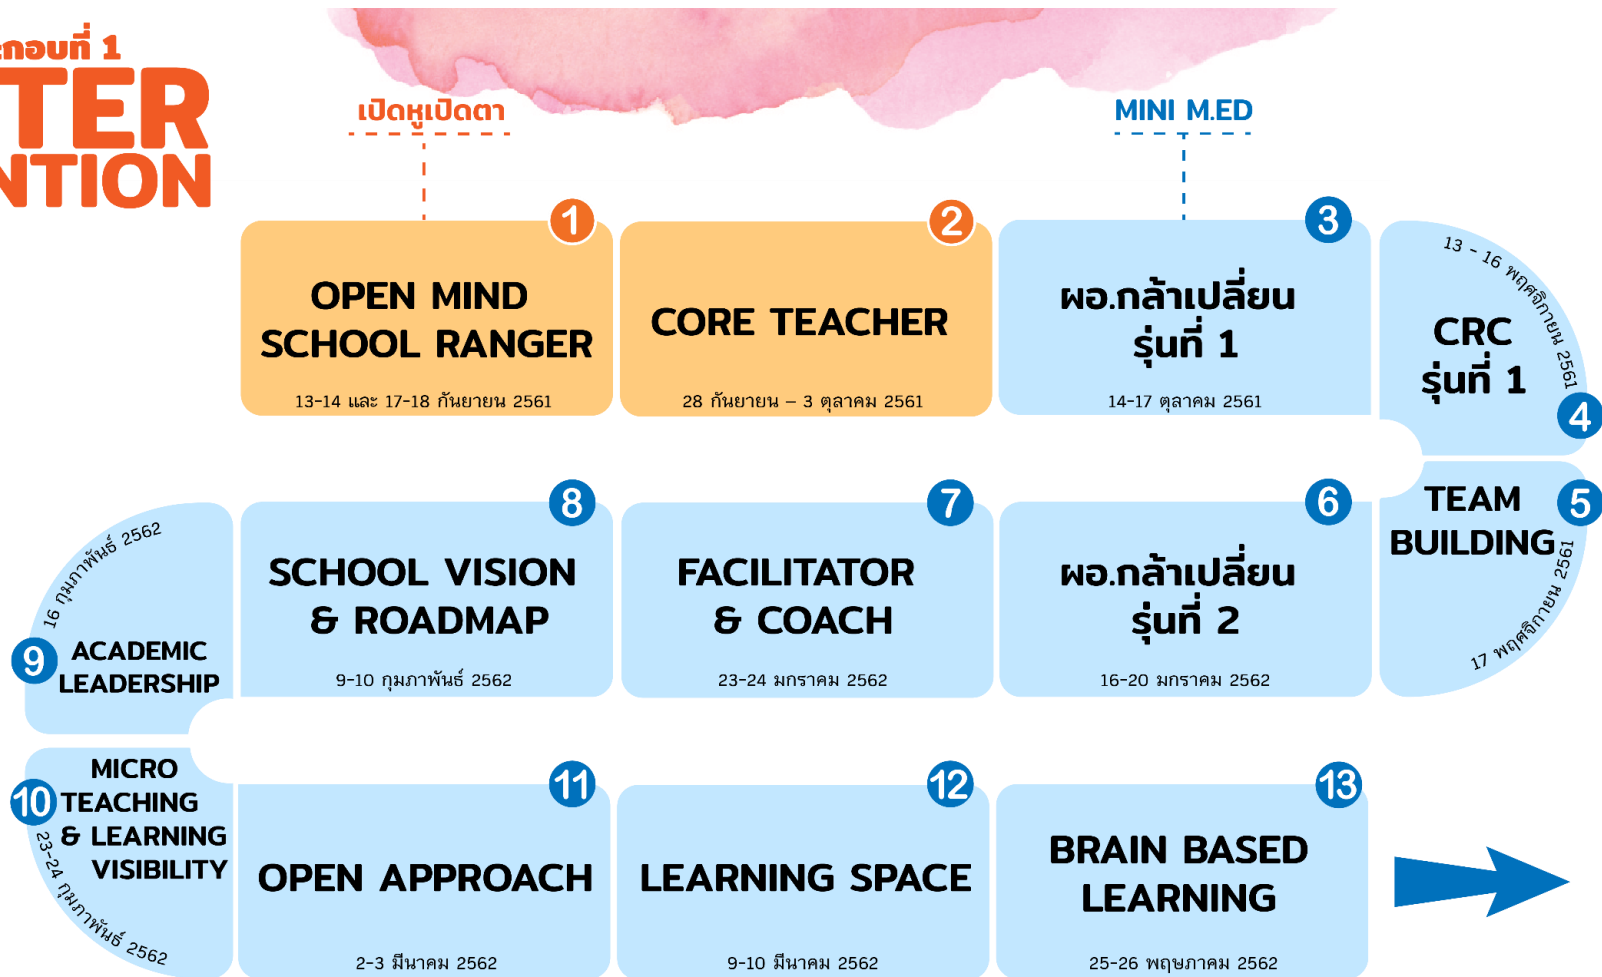 กอบที่ 1
TER
NTION
เปิดหูเปิดตา
MINI M.ED
1
OPEN MIND
SCHOOL RANGER
13-14 และ 17-18 กันยายน 2561
2
CORE TEACHER
28 กันยายน – 3 ตุลาคม 2561
3
ผอ.กล้าเปลี่ยน
รุ่นที่ 1
14-17 ตุลาคม 2561
13 - 16 พฤศจิกายน 2561
CRC
รุ่นที่ 1
4
TEAM
BUILDING
5
17 พฤศจิกายน 2561
6
ผอ.กล้าเปลี่ยน
รุ่นที่ 2
16-20 มกราคม 2562
7
FACILITATOR
& COACH
23-24 มกราคม 2562
8
SCHOOL VISION
& ROADMAP
9-10 กุมภาพันธ์ 2562
16 กุมภาพันธ์ 2562
9
ACADEMIC
LEADERSHIP
10
MICRO
TEACHING
& LEARNING
VISIBILITY
23-24 กุมภาพันธ์ 2562
11
OPEN APPROACH
2-3 มีนาคม 2562
12
LEARNING SPACE
9-10 มีนาคม 2562
13
BRAIN BASED
LEARNING
25-26 พฤษภาคม 2562